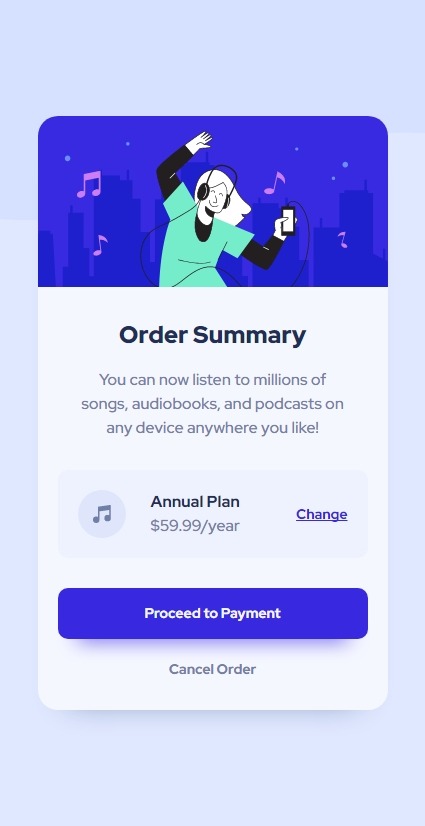 Order Summary
You can now listen to millions of
songs, audiobooks, and podcasts on
any device anywhere you like!
Annual Plan
$59.99/year
Change
Proceed to Payment
Cancel Order